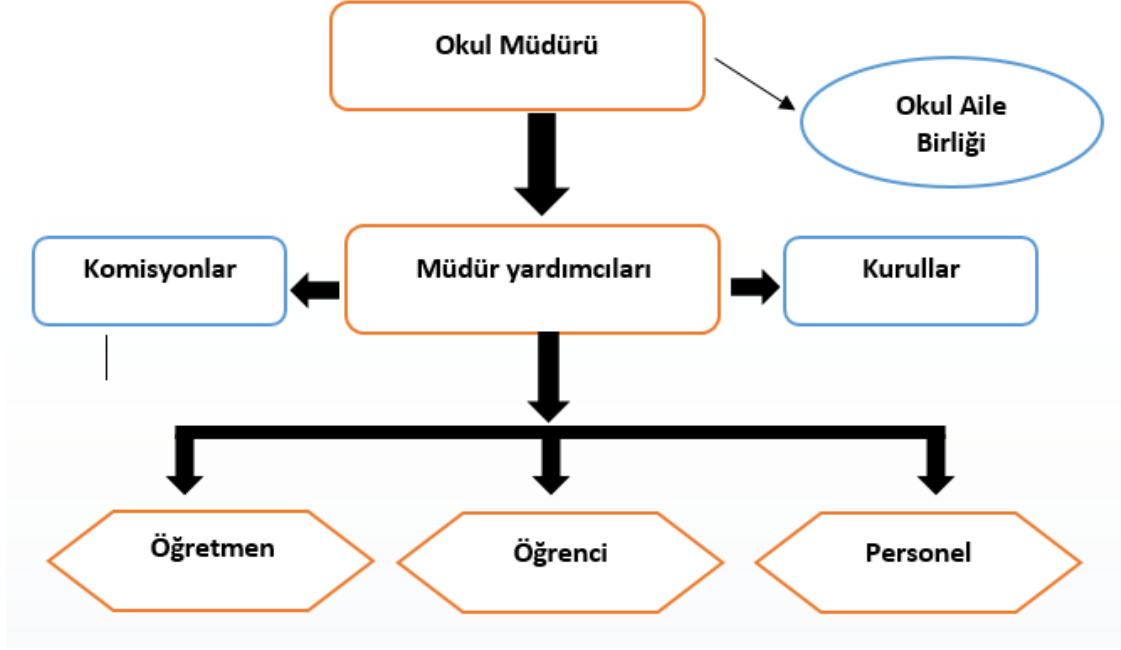 Okul Müdürü
Okul Aile
Birliği
Komisyonlar
Müdür yardımcıları
Kurullar
Öğretmen
Öğrenci
Personel